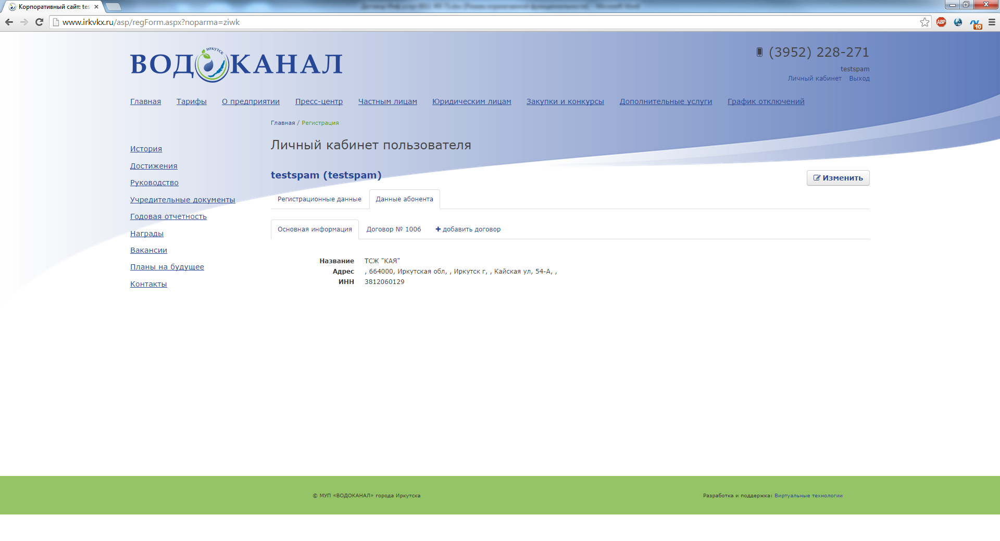 Корпоративный сайт: tes
www.irkvkx.ru/asp/regForm.aspx?noparma=ziwk
ABP
10
ВОДОКАНАЛ
ИРКУТСК
(3952) 228-271
testspam
Личный кабинет Выход
Главная Тарифы О предприятии Пресс-центр Частным лицам Юридическим лицам Закупки и конкурсы Дополнительные услуги График отключений
Главная / Регистрация
Личный кабинет пользователя
История
Достижения
Руководство
Учредительные документы
Годовая отчетность
Награды
Вакансии
Планы на будущее
Контакты
testspam (testspam)
Изменить
Регистрационные данные Данные абонента
Основная информация Договор № 1006 + добавить договор
Название ТСЖ "КАЯ"
Адрес , 664000, Иркутская обл, , Иркутск г, , Кайская ул, 54-А, ,
ИНН 3812060129
© МУП «ВОДОКАНАЛ» города Иркутска
Разработка и поддержка: Виртуальные технологии